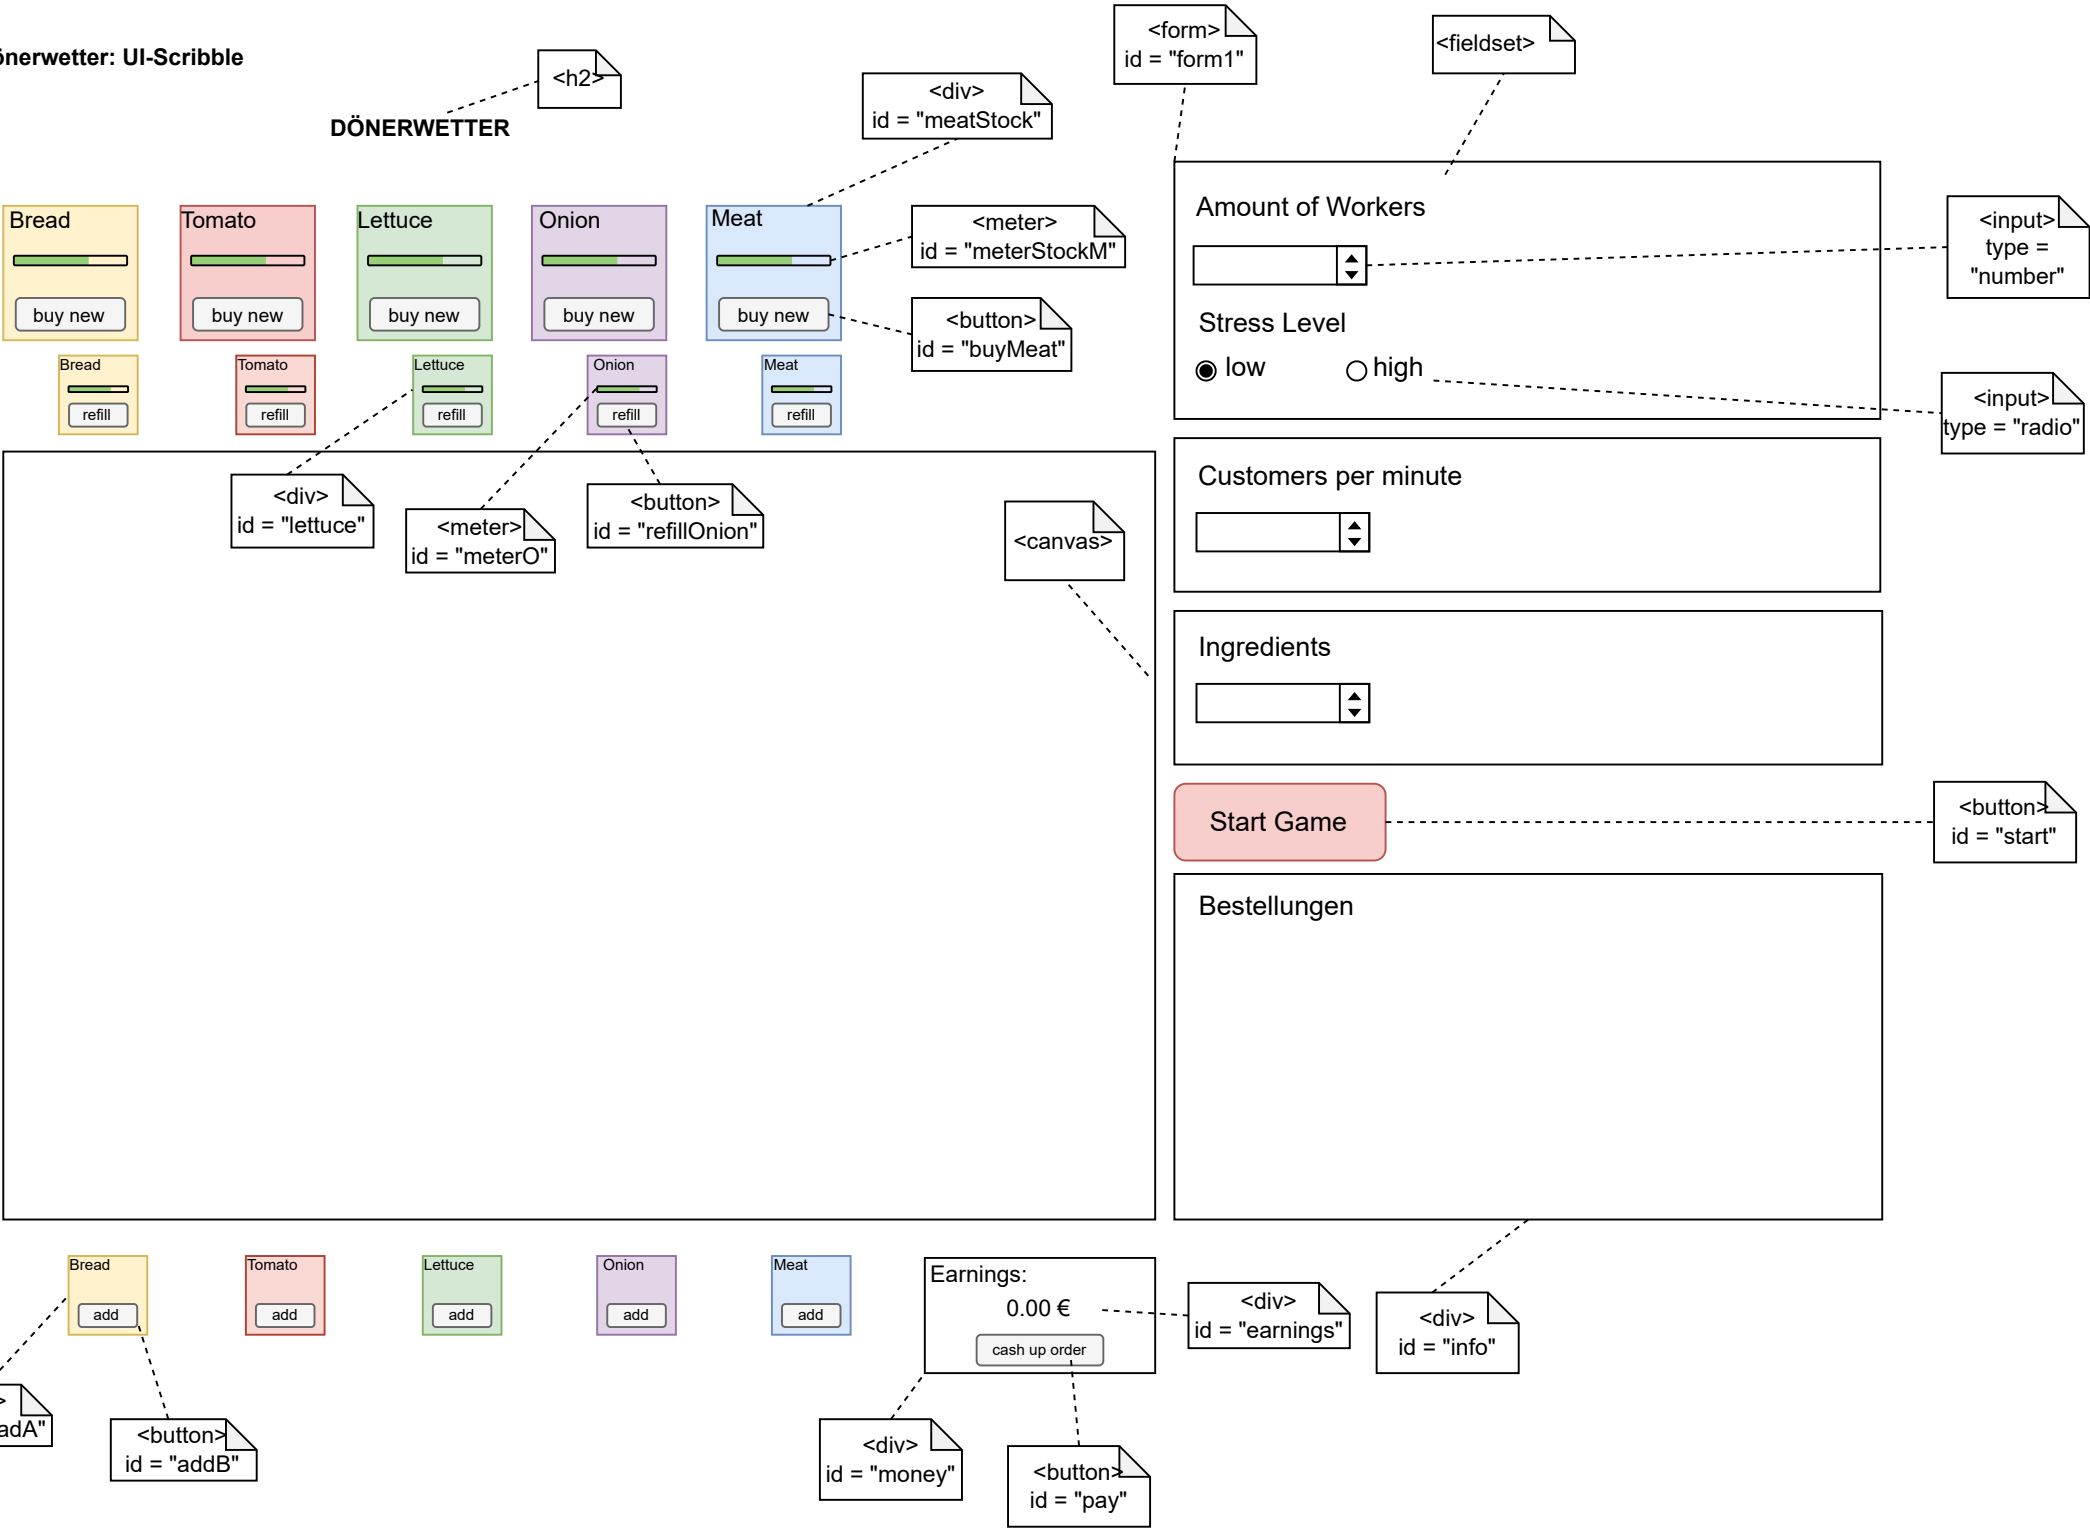 önerwetter: UI-Scribble
<h2>
DÖNERWETTER
<div>
id = "meatStock"
<form>
id = "form1"
<fieldset>
Bread
buy new
Tomato
buy new
Lettuce
buy new
Onion
buy new
Meat
buy new
<meter>
id = "meterStockM"
<button>
id = "buyMeat"
Bread
refill
Tomato
refill
Lettuce
refill
Onion
refill
Meat
refill
<div>
id = "lettuce"
<meter>
id = "meterO"
<button>
id = "refillOnion"
<canvas>
Amount of Workers
<input>
type =
"number"
Stress Level
low
high
<input>
type = "radio"
Customers per minute
Ingredients
Start Game
<button>
id = "start"
Bestellungen
Bread
add
Tomato
add
Lettuce
add
Onion
add
Meat
add
Earnings:
0.00 €
cash up order
<div>
id = "earnings"
<div>
id = "info"
>
adA"
<button>
id = "addB"
<div>
id = "money"
<button>
id = "pay"